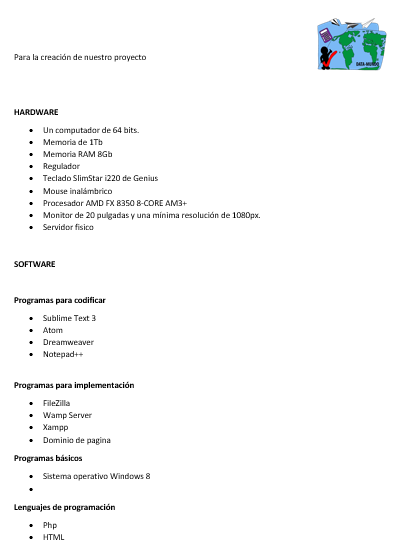 DATA-MUNDO
Para la creación de nuestro proyecto
HARDWARE
• Un computador de 64 bits.
• Memoria de 1Tb
• Memoria RAM 8Gb
• Regulador
• Teclado SlimStar i220 de Genius
• Mouse inalámbrico
• Procesador AMD FX 8350 8-CORE AM3+
• Monitor de 20 pulgadas y una mínima resolución de 1080px.
• Servidor físico
SOFTWARE
Programas para codificar
• Sublime Text 3
• Atom
• Dreamweaver
• Notepad++
Programas para implementación
• FileZilla
• Wamp Server
• Xampp
• Dominio de pagina
Programas básicos
• Sistema operativo Windows 8
•
Lenguajes de programación
• Php
• HTML